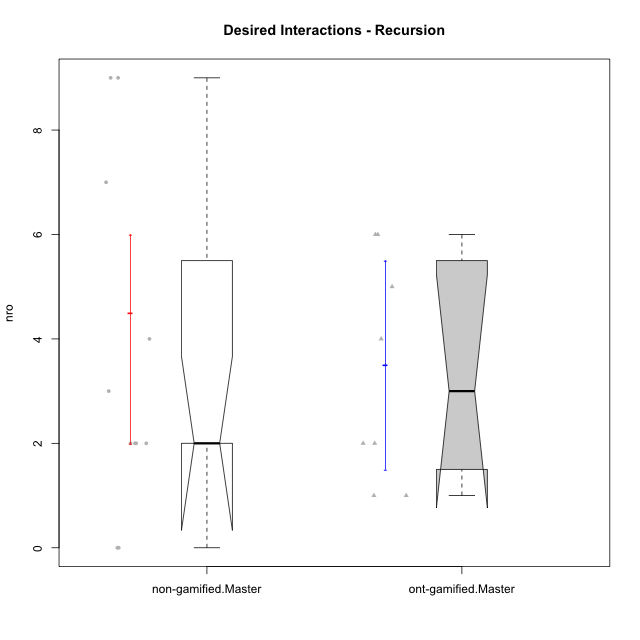 Desired Interactions - Recursion
8
6
4
2
0
nro
non-gamified.Master
ont-gamified.Master